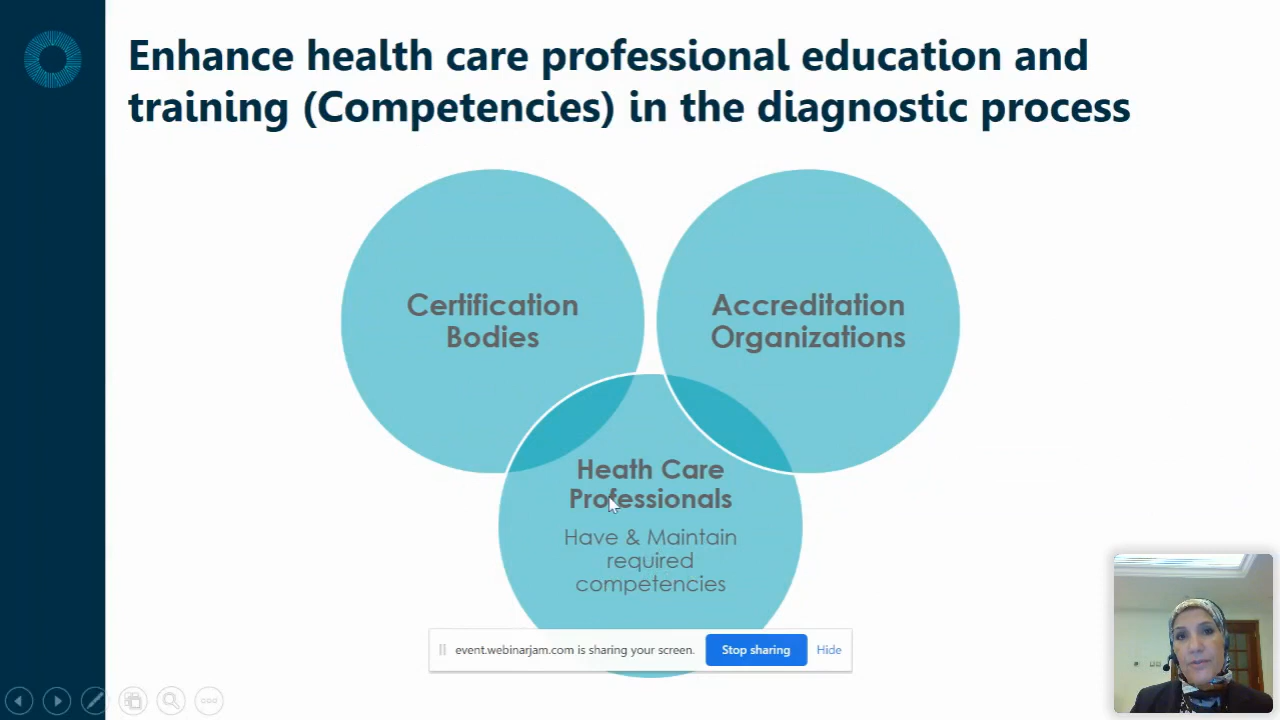 Enhance health care professional education and
training (Competencies) in the diagnostic process
Certification
Bodies
Accreditation
Organizations
Heath Care
Professionals
Have & Maintain
required
competencies
event.webinarjam.com is sharing your screen.
Stop sharing
Hide